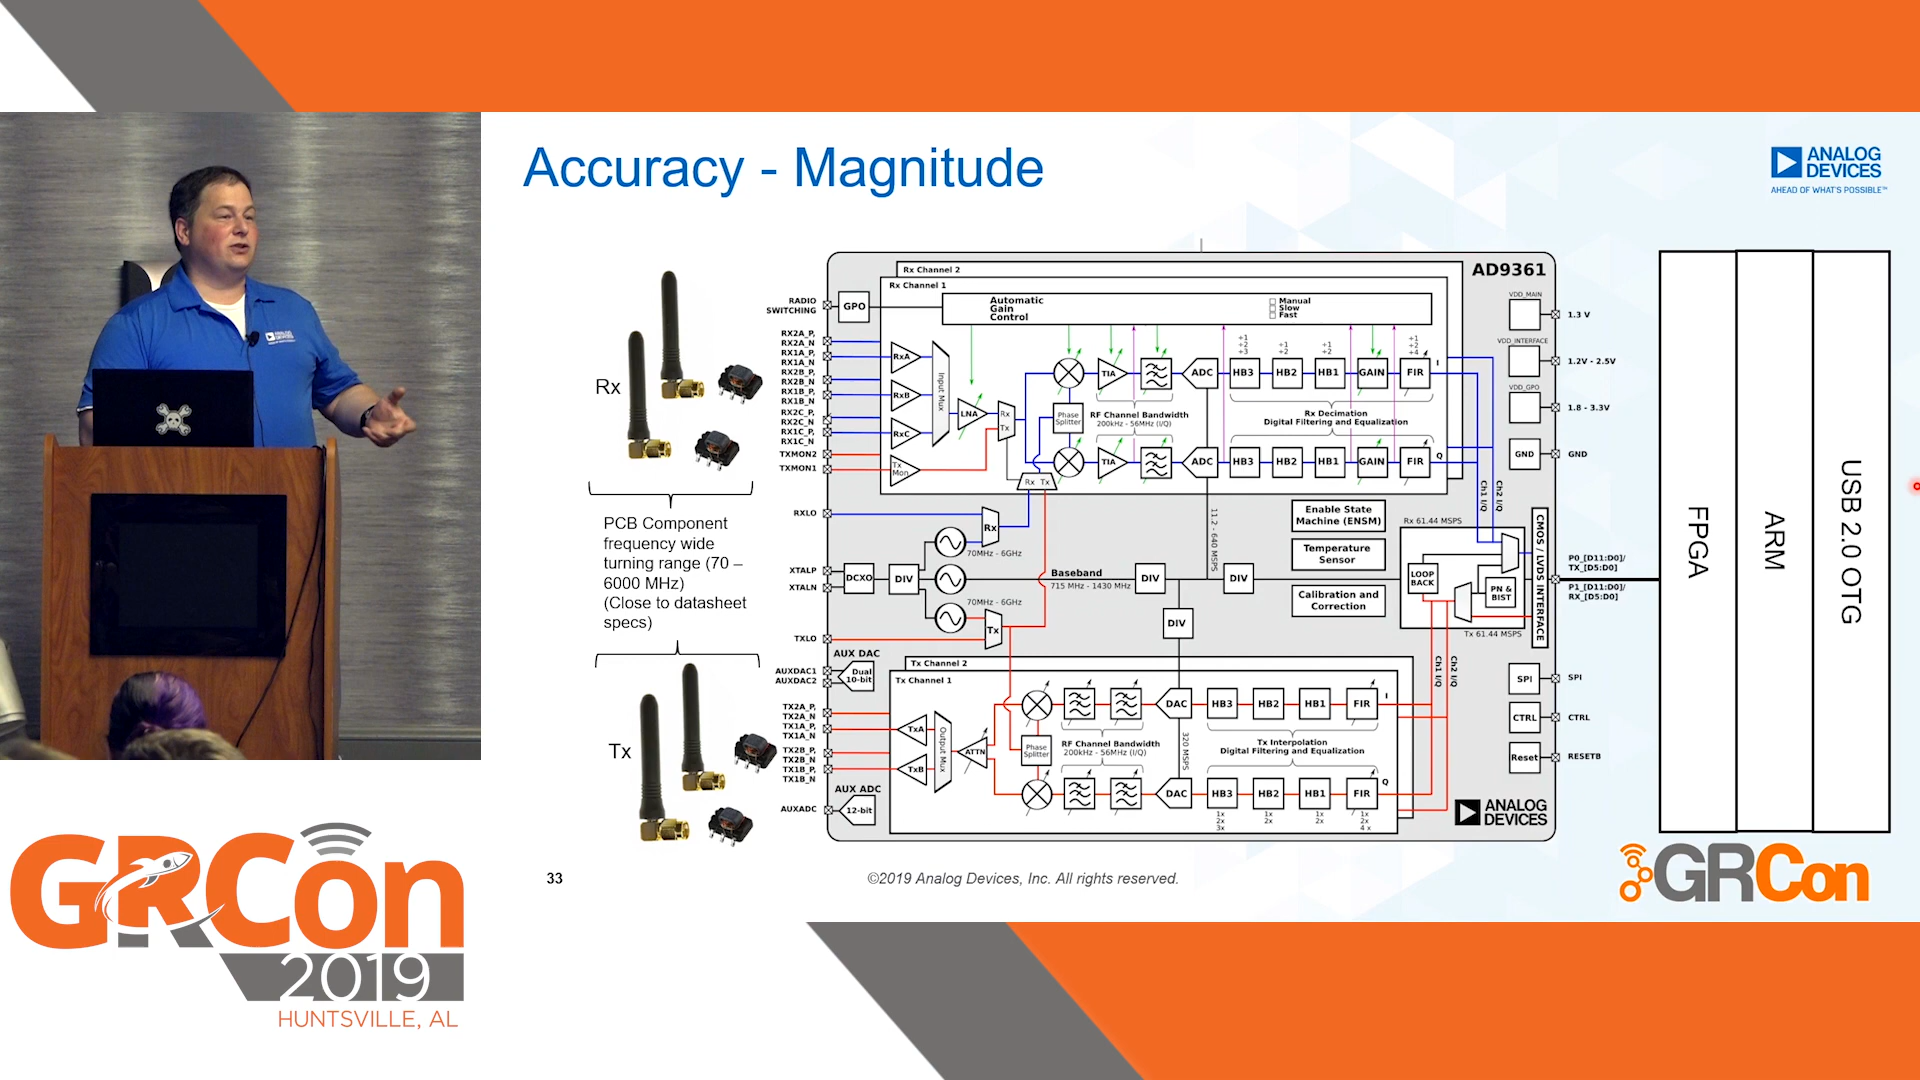 Accuracy - Magnitude
ANALOG
DEVICES
AHEAD OF WHAT'S POSSIBLE™
Rx
PCB Component
frequency wide
turning range (70 –
6000 MHz)
(Close to datasheet
specs)
Tx
AD9361
Rx Channel 2
Rx Channel 1
RADIO
SWITCHING
GPO
Automatic
Gain
Control
Manual
Slow
Fast
RX2A_P,
RX2A_N
RX1A_P,
RX1A_N
RX2B_P,
RX2B_N
RX1B_P,
RX1B_N
RX2C_P,
RX2C_N
RX1C_P,
RX1C_N
TXMON2
TXMON1
RxA
RxB
RxC
Tx
Mon
Input Mux
LNA
Rx
Tx
Phase
Splitter
Rx Tx
TIA
ADC
÷1
÷2
÷3
÷1
÷2
÷1
÷2
÷1
÷2
÷4
HB3
HB2
HB1
GAIN
FIR
I
RF Channel Bandwidth
200kHz - 56MHz (I/Q)
Rx Decimation
Digital Filtering and Equalization
TIA
ADC
HB3
HB2
HB1
GAIN
FIR
Q
VDD_MAIN
1.3 V
VDD_INTERFACE
1.2V - 2.5V
VDD_GPO
1.8 - 3.3V
GND
GND
Ch1 I/Q
Ch2 I/Q
RXLO
Rx
70MHz - 6GHz
XTALP
XTALN
DCXO
DIV
Baseband
715 MHz - 1430 MHz
DIV
DIV
DIV
11.2 - 640 MSPS
70MHz - 6GHz
TXLO
Tx
Enable State
Machine (ENSM)
Temperature
Sensor
Calibration and
Correction
Rx 61.44 MSPS
LOOP
BACK
PN &
BIST
Tx 61.44 MSPS
CMOS / LVDS INTERFACE
P0_[D11:D0]/
TX_[D5:D0]
P1_[D11:D0]/
RX_[D5:D0]
AUX DAC
AUXDAC1
AUXDAC2
Dual
10-bit
Tx Channel 2
Tx Channel 1
TX2A_P,
TX2A_N
TX1A_P,
TX1A_N
TX2B_P,
TX2B_N
TX1B_P,
TX1B_N
TxA
TxB
Output Mux
ATTN
Phase
Splitter
RF Channel Bandwidth
200kHz - 56MHz (I/Q)
DAC
320 MSPS
DAC
HB3
HB2
HB1
FIR
I
Tx Interpolation
Digital Filtering and Equalization
HB3
HB2
HB1
FIR
Q
1x
2x
3x
1x
2x
1x
2x
1x
2x
4 x
Ch1 I/Q
Ch2 I/Q
AUX ADC
AUXADC
12-bit
SPI
SPI
CTRL
CTRL
Reset
RESETB
ANALOG
DEVICES
FPGA
ARM
USB 2.0 OTG
33
©2019 Analog Devices, Inc. All rights reserved.
GRCon
GRCon
2019
HUNTSVILLE, AL